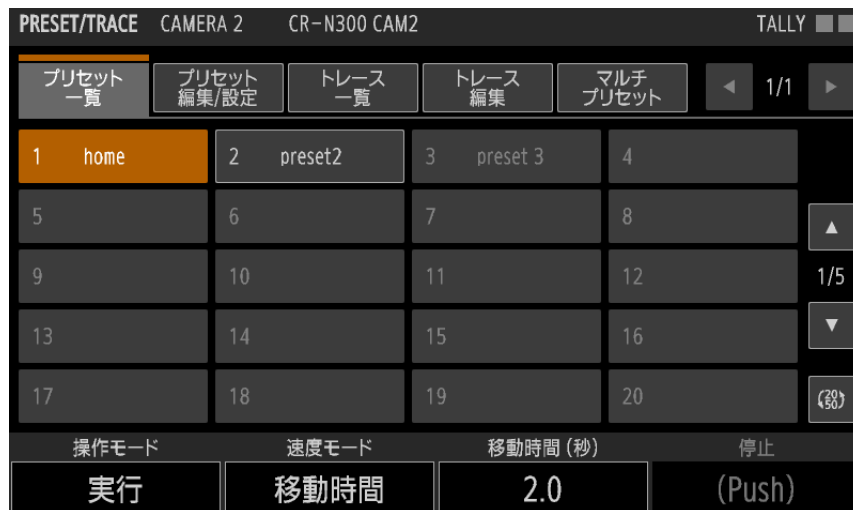 PRESET/TRACE CAMERA 2 CR-N300 CAM2 TALLY
プリセット
一覧
プリセット
編集/設定
トレース
一覧
トレース
編集
マルチ
プリセット
◀ 1/1 ▶
1 home 2 preset2 3 preset 3 4
5 6 7 8
▲
9 10 11 12 1/5
▼
13 14 15 16
17 18 19 20
20
50
操作モード 速度モード 移動時間 (秒) 停止
実行 移動時間 2.0 (Push)